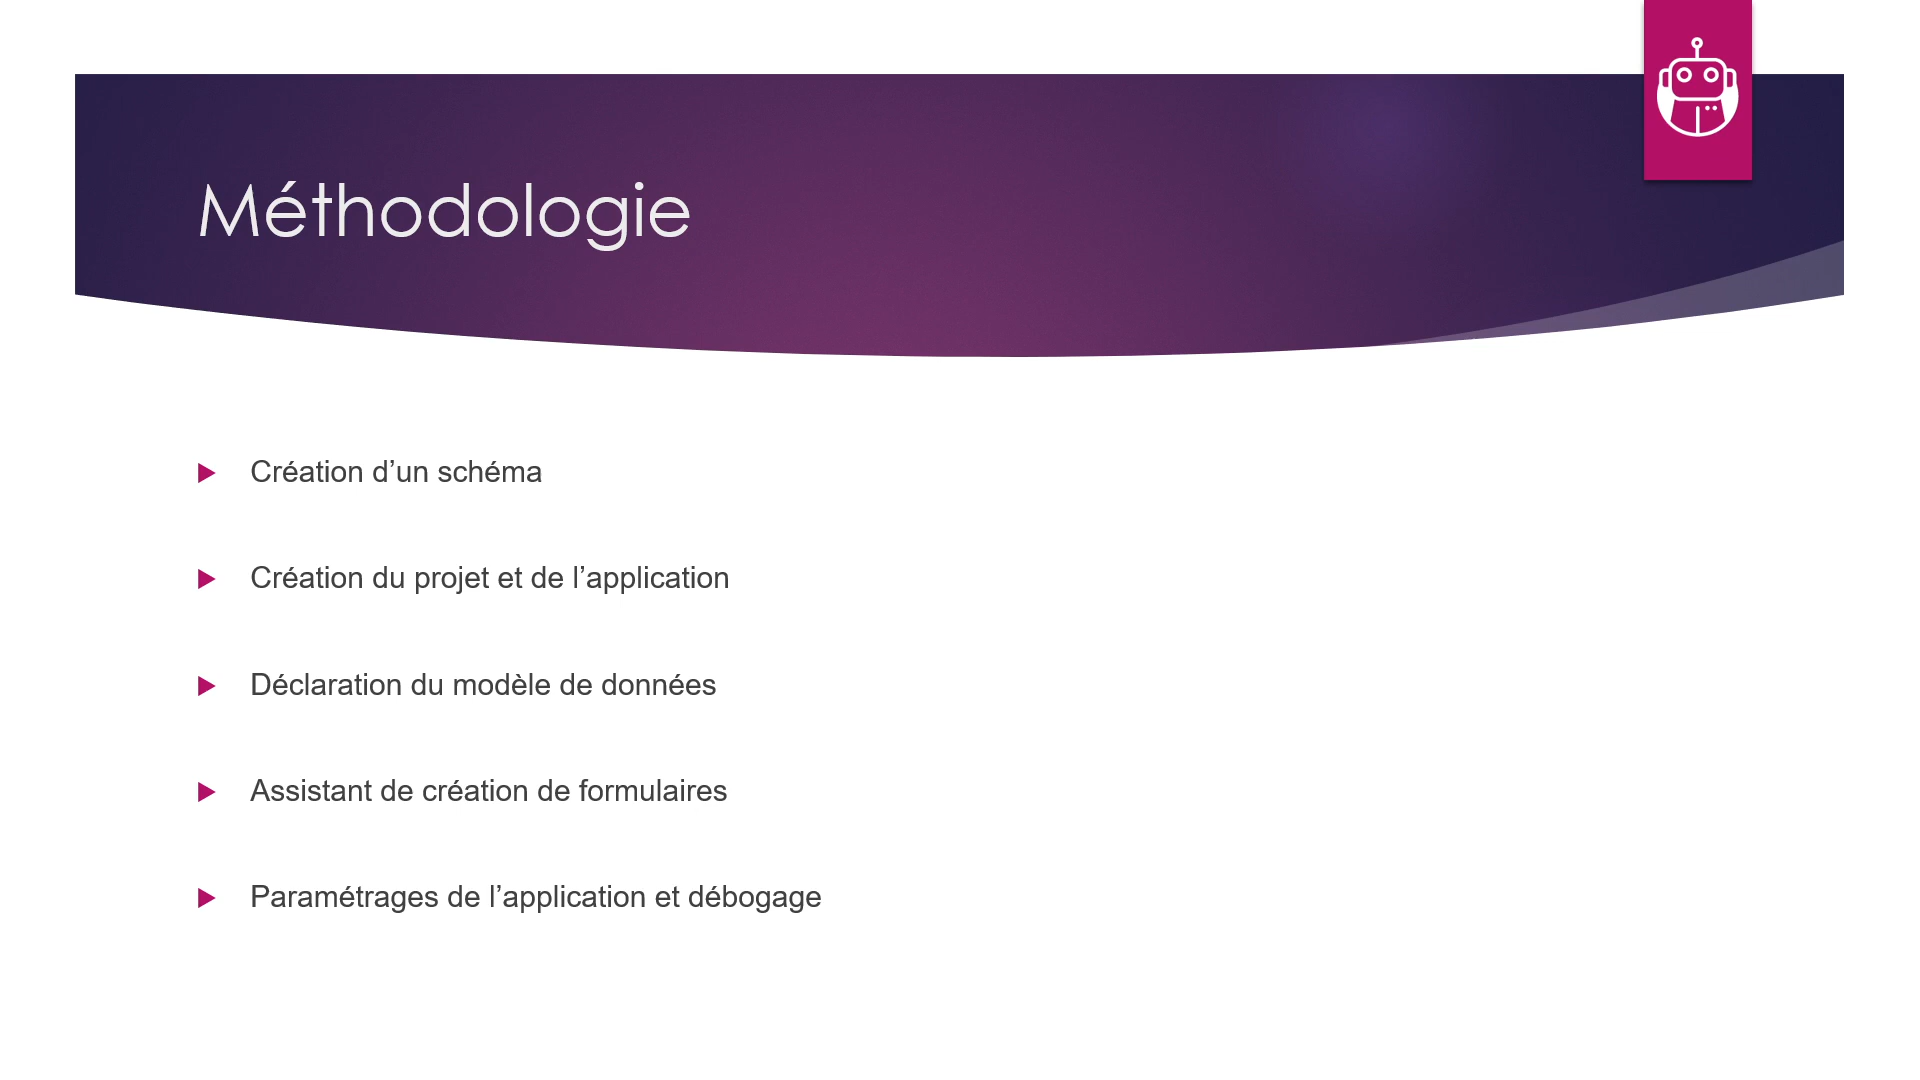 Méthodologie
Création d’un schéma
Création du projet et de l’application
Déclaration du modèle de données
Assistant de création de formulaires
Paramétrages de l’application et débogage